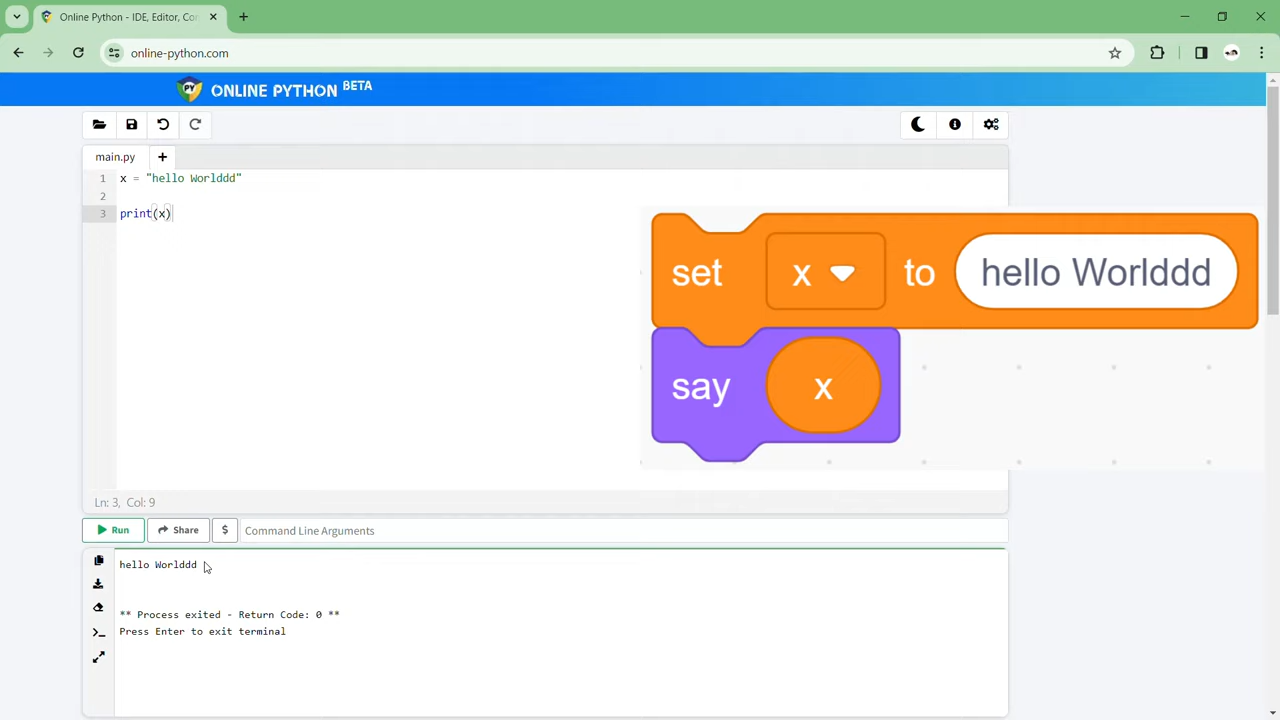 Online Python - IDE, Editor, Co
online-python.com
PY ONLINE PYTHON BETA
main.py
1 x = "hello Worlddd"
2
3 print(x)
set x to hello Worlddd
say x
Ln: 3, Col: 9
Run Share $ Command Line Arguments
hello Worlddd
** Process exited - Return Code: 0 **
Press Enter to exit terminal